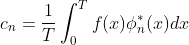 c_n = \frac{1}{T} \int_0^T f(x) \phi_n^*(x) dx